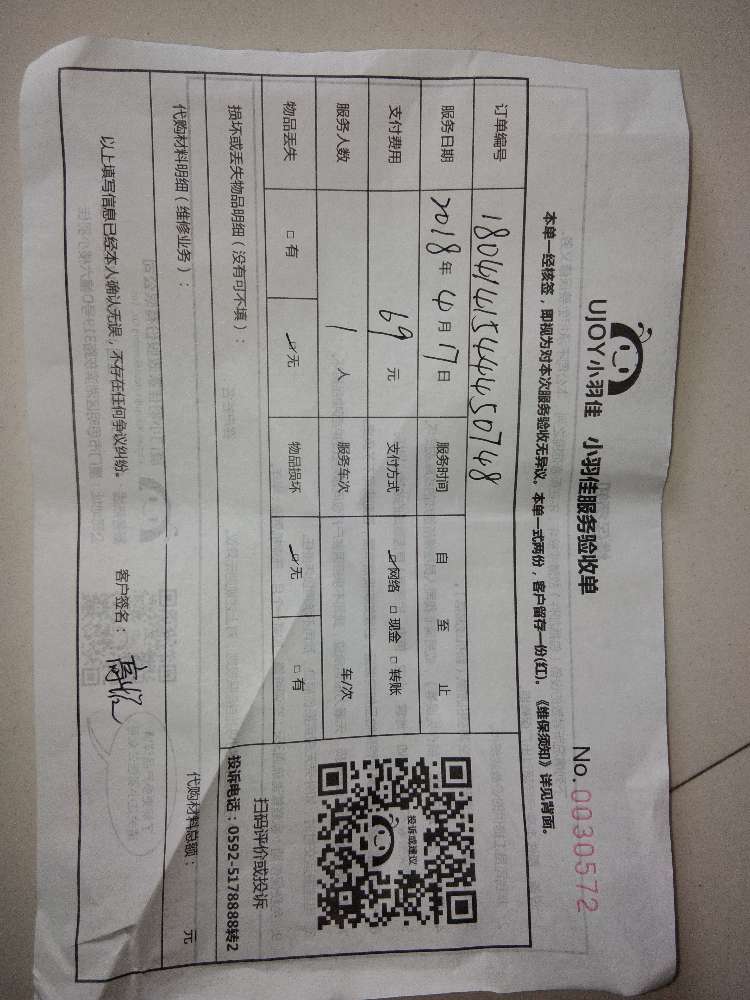 UJOY小羽佳 小羽佳服务验收单 No.0030572
本单一经核签，即视为对本次服务验收无异议。本单一式两份，客户留存一份(红)。《维保须知》详见背面。
订单编号 180414154444450748
服务日期 2018年4月17日 服务时间 自 至 止
支付费用 69元 支付方式 ☑网络 □现金 □转账
服务人数 1人 服务车次 车/次
物品丢失 □有 ☑无 物品损坏 ☑无 □有
损坏或丢失物品明细（没有可不填）：
投诉或建议
扫码评价或投诉
投诉电话：0592-5178888转2
代购材料明细（维修业务）： 代购材料总额： 元
以上填写信息已经本人确认无误，不存在任何争议纠纷。 客户签名：